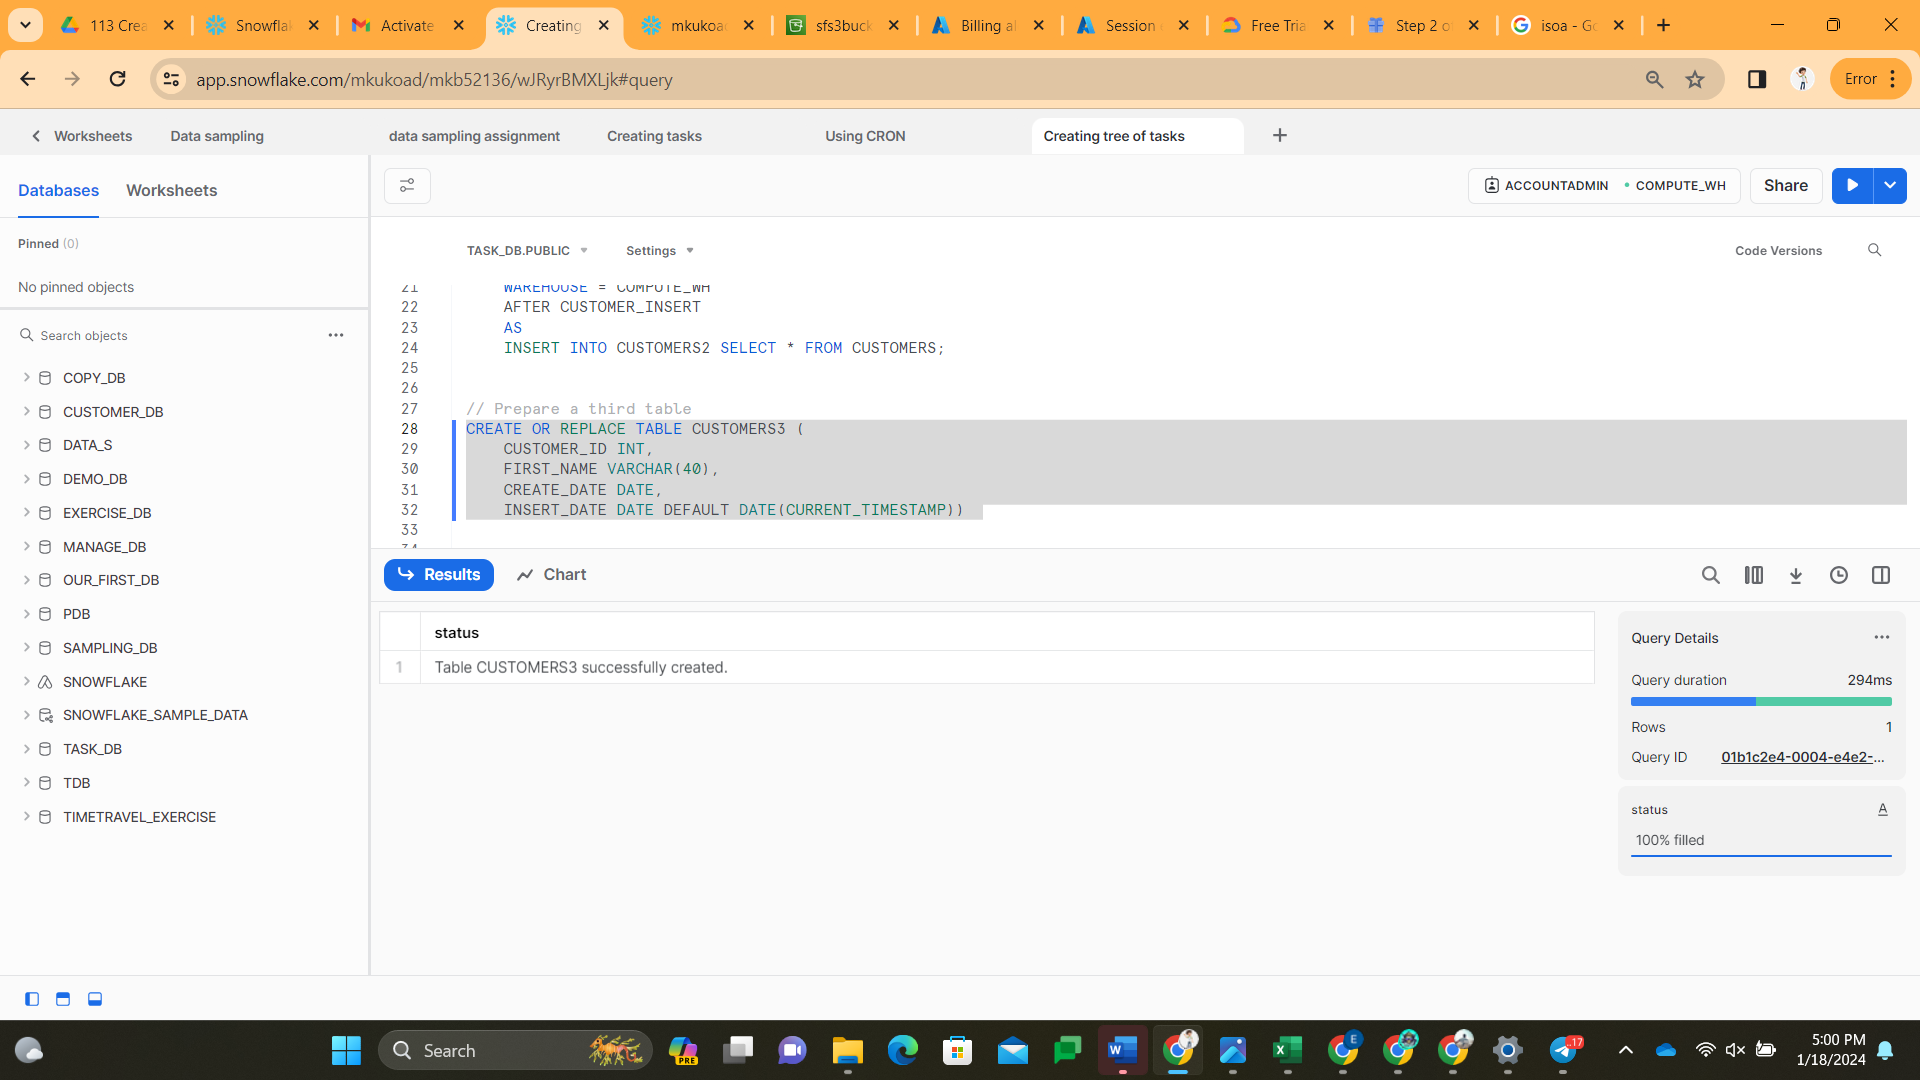 113 Crea
Snowflak
Activate
Creating
mkukoad
sfs3buck
Billing al
Session
Free Tria
Step 2 o
isoa - Go
app.snowflake.com/mkukoad/mkb52136/wJRyrBMXLjk#query
Error
Worksheets
Data sampling
data sampling assignment
Creating tasks
Using CRON
Creating tree of tasks
Databases
Worksheets
ACCOUNTADMIN
COMPUTE_WH
Share
Pinned (0)
No pinned objects
TASK_DB.PUBLIC
Settings
Code Versions
Search objects
COPY_DB
CUSTOMER_DB
DATA_S
DEMO_DB
EXERCISE_DB
MANAGE_DB
OUR_FIRST_DB
PDB
SAMPLING_DB
SNOWFLAKE
SNOWFLAKE_SAMPLE_DATA
TASK_DB
TDB
TIMETRAVEL_EXERCISE
21 WAREHOUSE = COMPUTE_WH
22 AFTER CUSTOMER_INSERT
23 AS
24 INSERT INTO CUSTOMERS2 SELECT * FROM CUSTOMERS;
25
26
27 // Prepare a third table
28 CREATE OR REPLACE TABLE CUSTOMERS3 (
29 CUSTOMER_ID INT,
30 FIRST_NAME VARCHAR(40),
31 CREATE_DATE DATE,
32 INSERT_DATE DATE DEFAULT DATE(CURRENT_TIMESTAMP))
33
34
Results
Chart
status
1 Table CUSTOMERS3 successfully created.
Query Details
Query duration 294ms
Rows 1
Query ID 01b1c2e4-0004-e4e2-...
status A
100% filled
Search
PRE
W
X
E
17
5:00 PM
1/18/2024